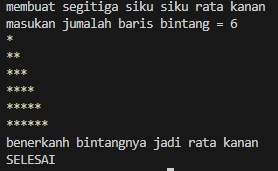 membuat segitiga siku siku rata kanan
masukan jumalah baris bintang = 6
*
**
***
****
*****
******
benerkanh bintangnya jadi rata kanan
SELESAI